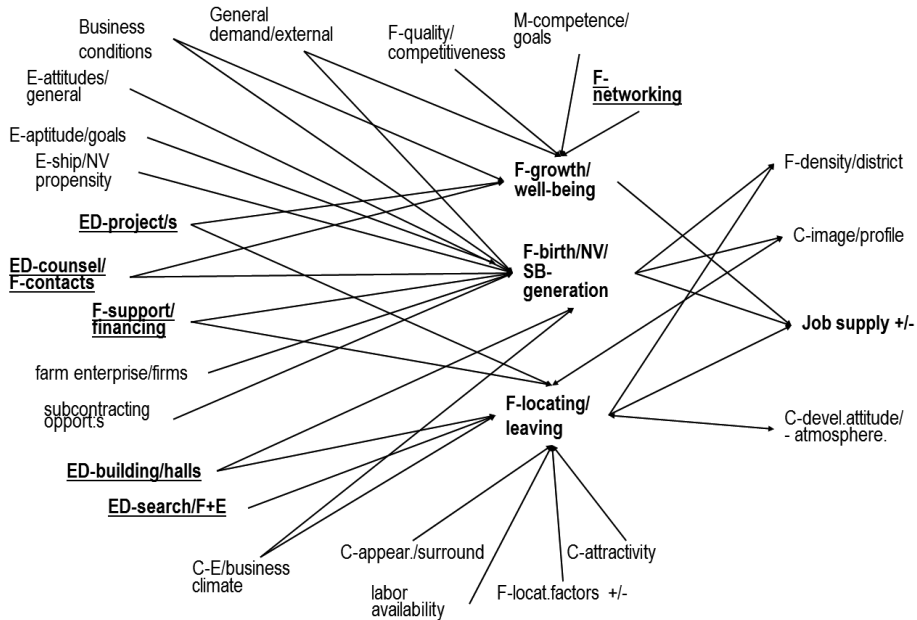 Business
conditions
General
demand/external
F-quality/
competitiveness
M-competence/
goals
F-
networking
E-attitudes/
general
E-aptitude/goals
E-ship/NV
propensity
ED-project/s
ED-counsel/
F-contacts
F-support/
financing
farm enterprise/firms
subcontracting
opport:s
ED-building/halls
ED-search/F+E
C-E/business
climate
F-growth/
well-being
F-birth/NV/
SB-
generation
F-locating/
leaving
C-appear./surround
labor
availability
F-locat.factors +/-
C-attractivity
F-density/district
C-image/profile
Job supply +/-
C-devel.attitude/
- atmosphere.